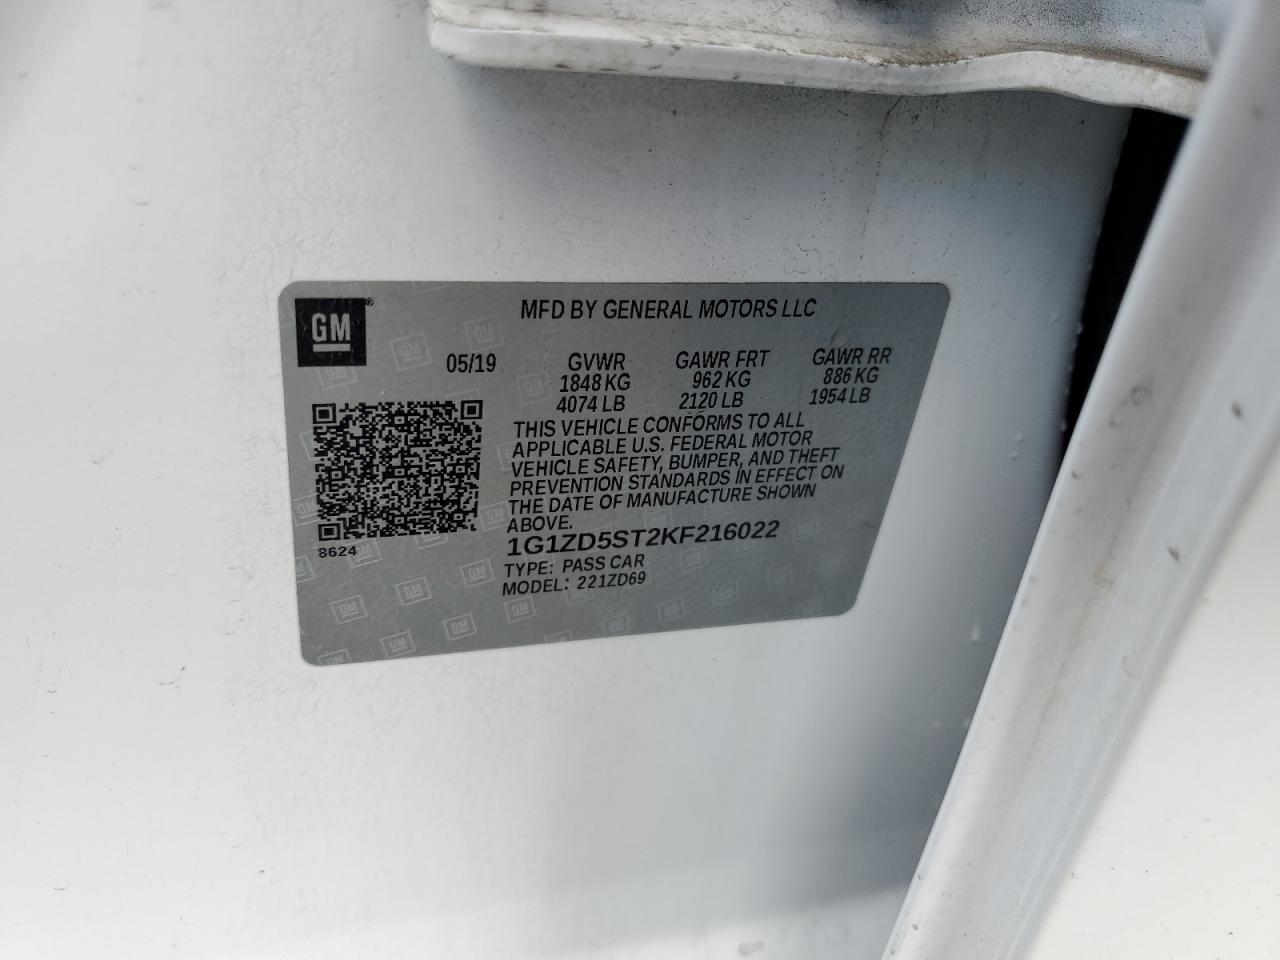 GM®
MFD BY GENERAL MOTORS LLC
05/19 GVWR GAWR FRT GAWR RR
1848 KG 962 KG 886 KG
4074 LB 2120 LB 1954 LB
THIS VEHICLE CONFORMS TO ALL
APPLICABLE U.S. FEDERAL MOTOR
VEHICLE SAFETY, BUMPER, AND THEFT
PREVENTION STANDARDS IN EFFECT ON
THE DATE OF MANUFACTURE SHOWN
ABOVE.
8624
1G1ZD5ST2KF216022
TYPE: PASS CAR
MODEL: 221ZD69